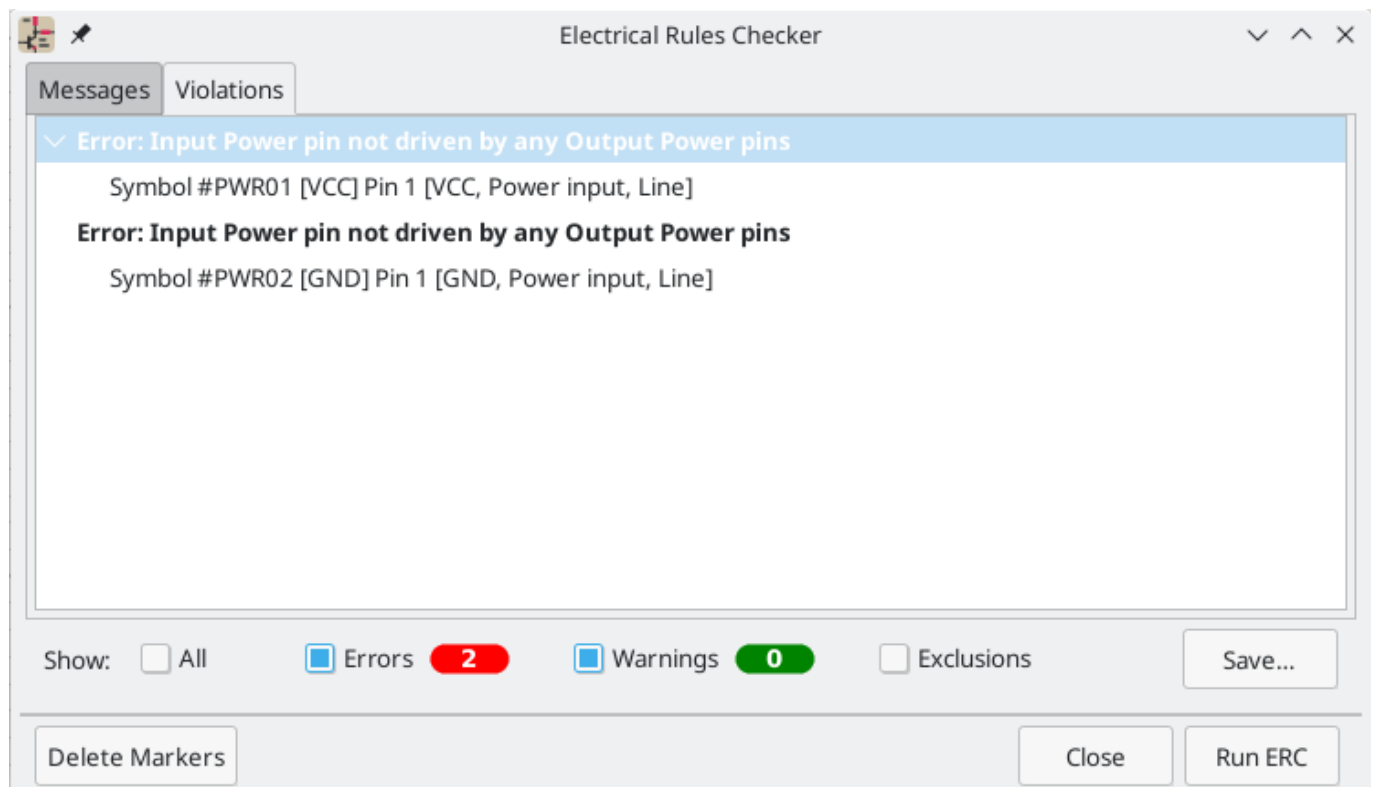 Electrical Rules Checker
Messages Violations
Error: Input Power pin not driven by any Output Power pins
Symbol #PWR01 [VCC] Pin 1 [VCC, Power input, Line]
Error: Input Power pin not driven by any Output Power pins
Symbol #PWR02 [GND] Pin 1 [GND, Power input, Line]
Show: All Errors 2 Warnings 0 Exclusions Save...
Delete Markers Close Run ERC